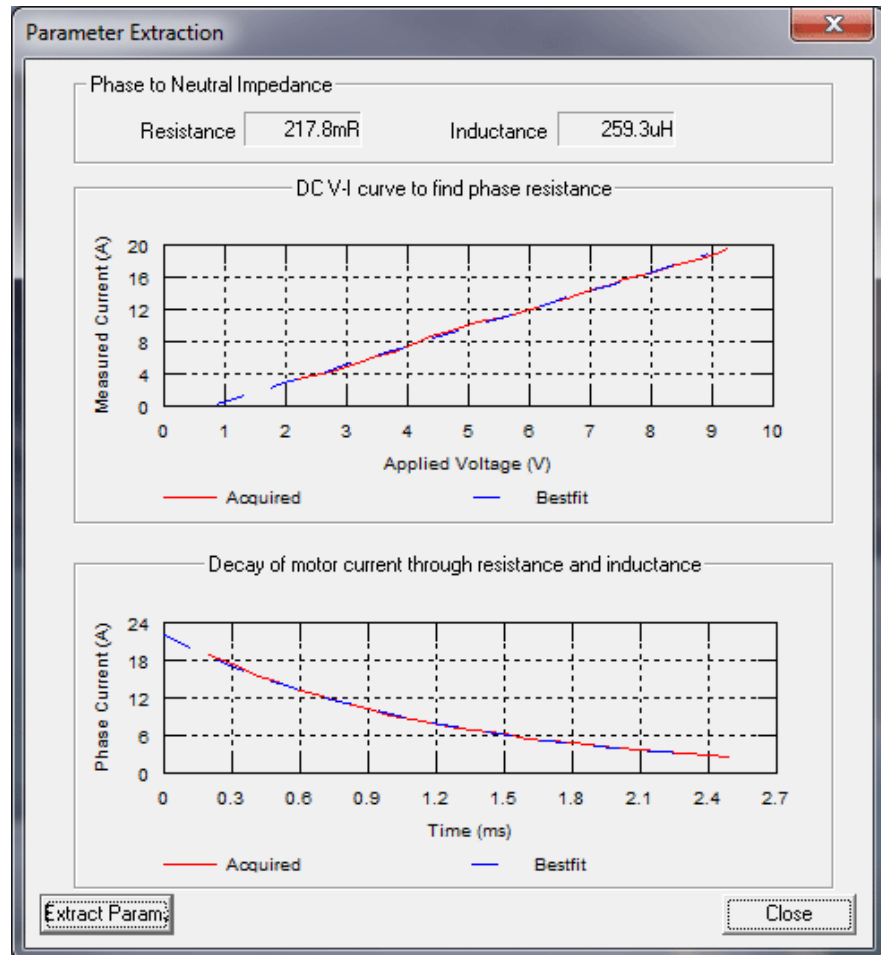 Parameter Extraction
Phase to Neutral Impedance
Resistance 217.8mR Inductance 259.3uH
DC V-I curve to find phase resistance
Measured Current (A)
20
16
12
8
4
0
0 1 2 3 4 5 6 7 8 9 10
Applied Voltage (V)
Acquired Bestfit
Decay of motor current through resistance and inductance
Phase Current (A)
24
18
12
6
0
0 0.3 0.6 0.9 1.2 1.5 1.8 2.1 2.4 2.7
Time (ms)
Acquired Bestfit
Extract Params Close